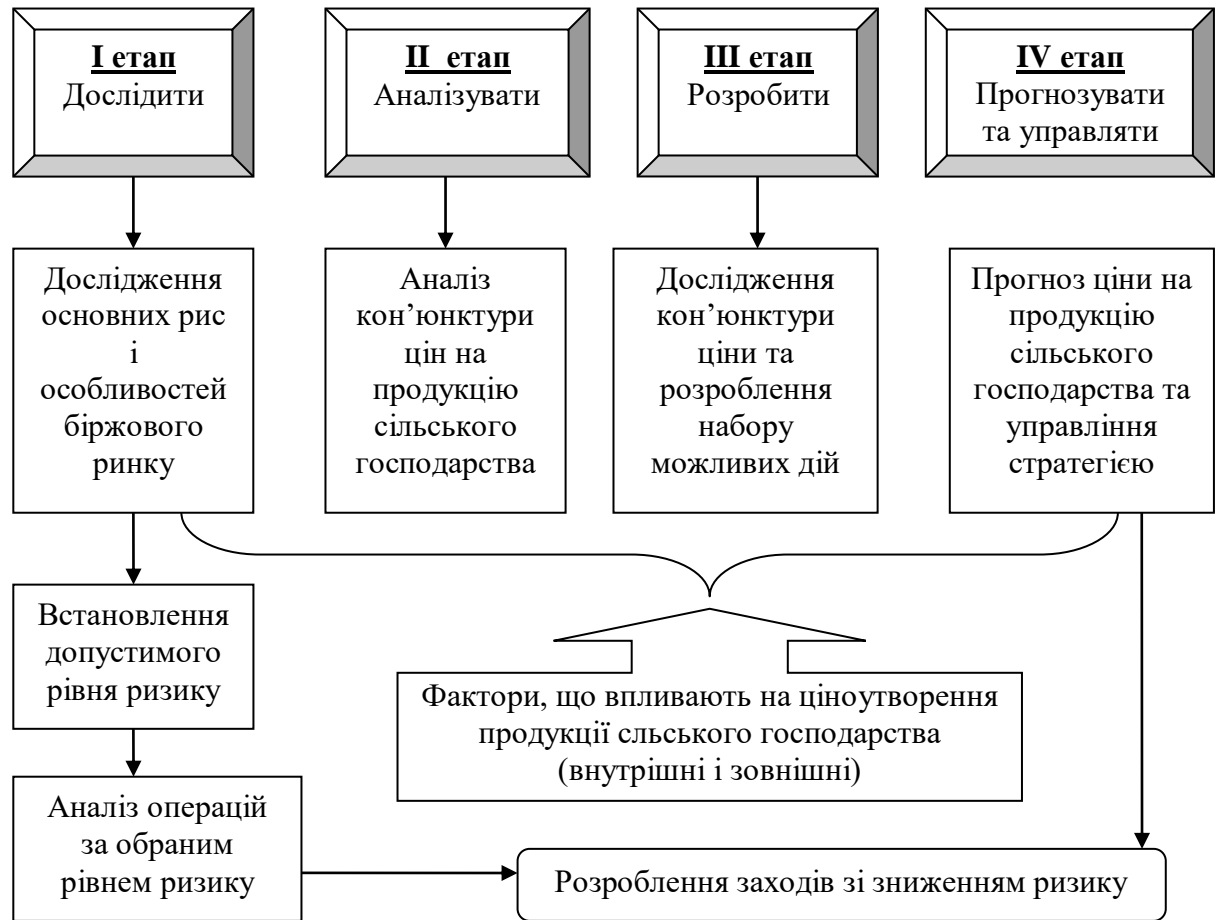 І етап
Дослідити
ІІ етап
Аналізувати
ІІІ етап
Розробити
IV етап
Прогнозувати
та управляти
Дослідження
основних рис
і
особливостей
біржового
ринку
Аналіз
кон’юнктури
цін на
продукцію
сільського
господарства
Дослідження
кон’юнктури
ціни та
розроблення
набору
можливих дій
Прогноз ціни на
продукцію
сільського
господарства та
управління
стратегією
Встановлення
допустимого
рівня ризику
Фактори, що впливають на ціноутворення
продукції сльського господарства
(внутрішні і зовнішні)
Аналіз операцій
за обраним
рівнем ризику
Розроблення заходів зі зниженням ризику